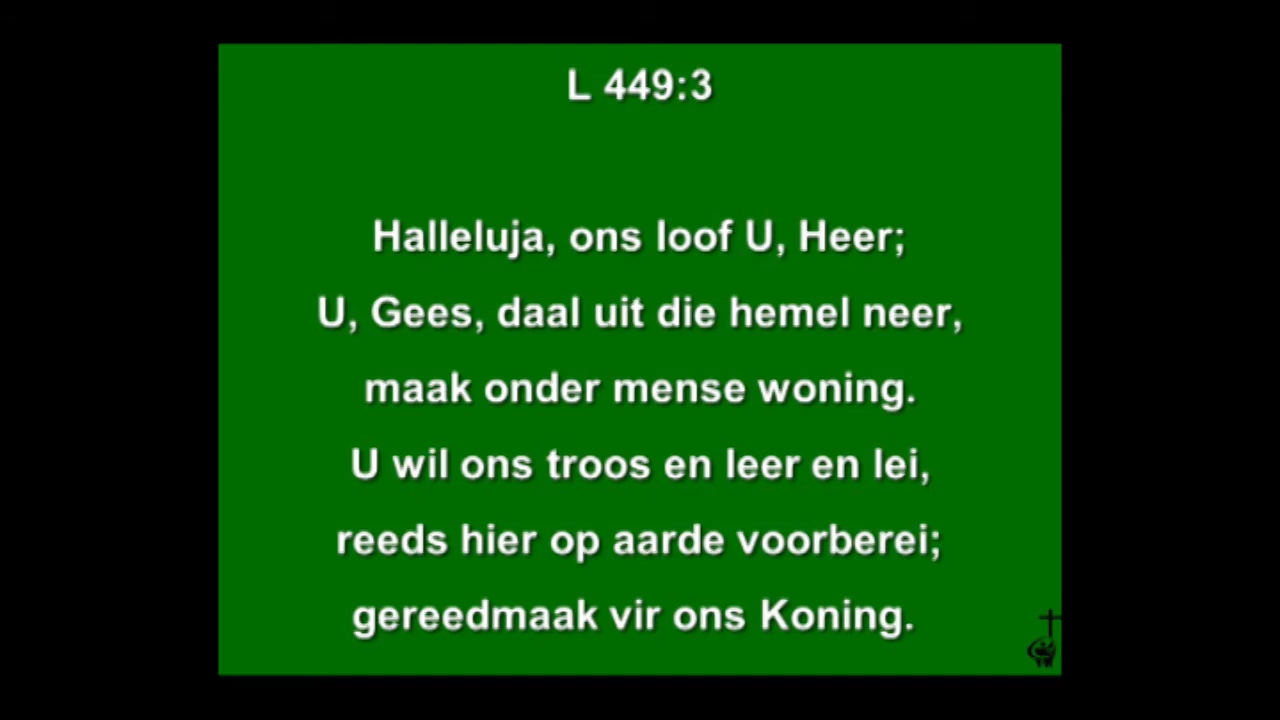 L 449:3
Halleluja, ons loof U, Heer;
U, Gees, daal uit die hemel neer,
maak onder mense woning.
U wil ons troos en leer en lei,
reeds hier op aarde voorberei;
gereedmaak vir ons Koning.